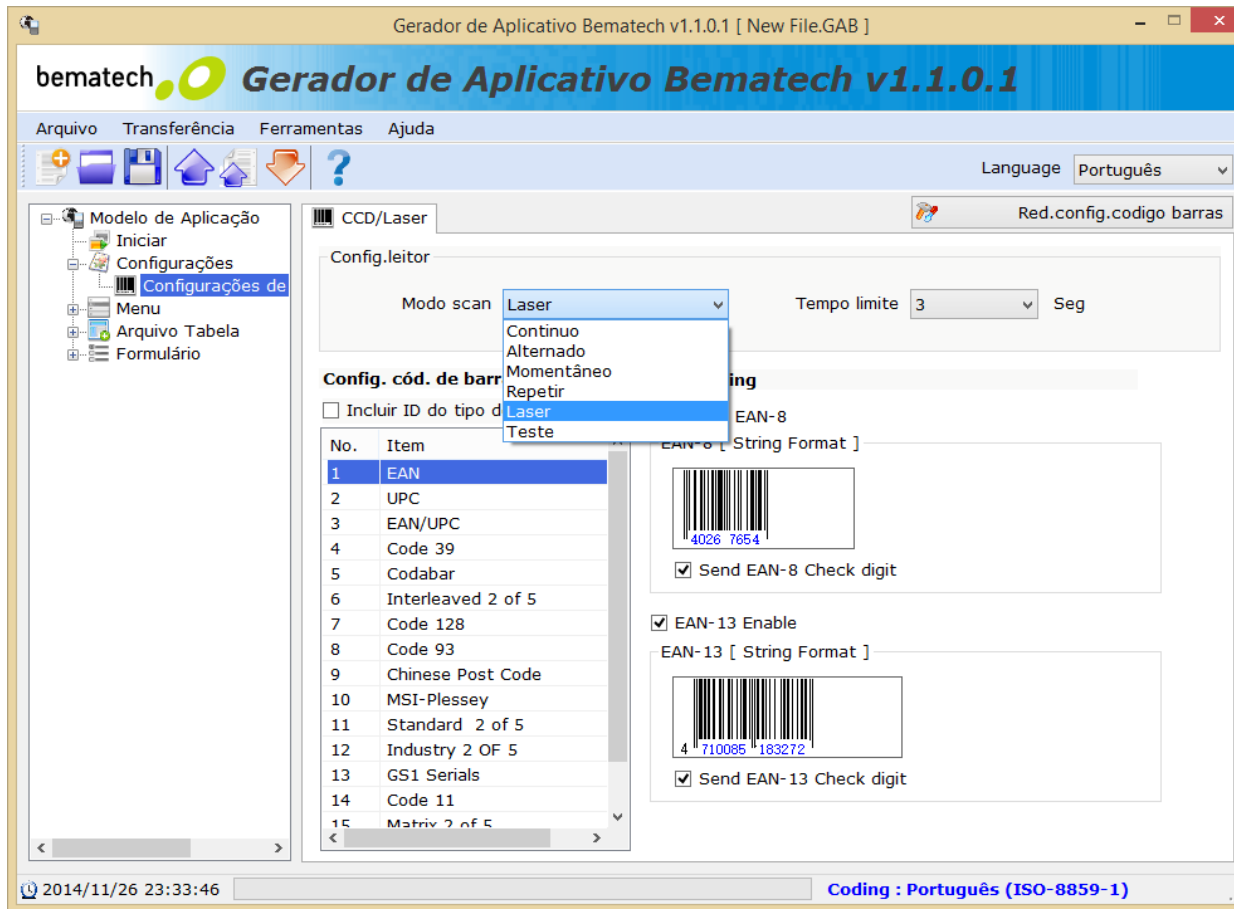 Gerador de Aplicativo Bematech v1.1.0.1 [ New File.GAB ]
bematech Gerador de Aplicativo Bematech v1.1.0.1
Arquivo Transferência Ferramentas Ajuda
Language Português
Modelo de Aplicação
Iniciar
Configurações
Configurações de
Menu
Arquivo Tabela
Formulário
CCD/Laser
Red.config.codigo barras
Config.leitor
Modo scan Laser Tempo limite 3 Seg
Continuo
Alternado
Momentâneo
Repetir
Laser
Teste
Config. cód. de barr
Incluir ID do tipo d
No. Item
1 EAN
2 UPC
3 EAN/UPC
4 Code 39
5 Codabar
6 Interleaved 2 of 5
7 Code 128
8 Code 93
9 Chinese Post Code
10 MSI-Plessey
11 Standard 2 of 5
12 Industry 2 OF 5
13 GS1 Serials
14 Code 11
15 Matrix 2 of 5
ing
EAN-8
EAN-8 [ String Format ]
4026 7654
Send EAN-8 Check digit
EAN-13 Enable
EAN-13 [ String Format ]
4 710085 183272
Send EAN-13 Check digit
2014/11/26 23:33:46
Coding : Português (ISO-8859-1)